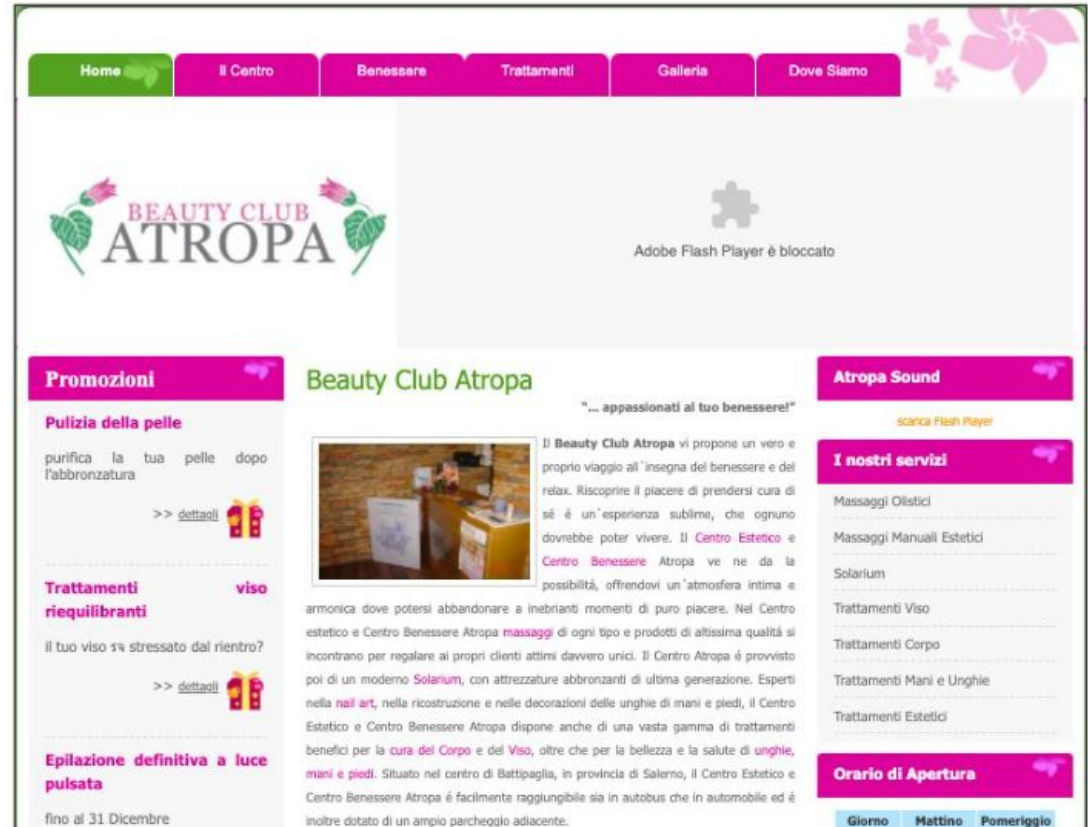 Home
Il Centro
Benessere
Trattamenti
Galleria
Dove Siamo
BEAUTY CLUB
ATROPA
Adobe Flash Player è bloccato
Promozioni
Pulizia della pelle
purifica la tua pelle dopo
l'abbronzatura
>> dettagli
Trattamenti viso
riequilibranti
il tuo viso stressato dal rientro?
>> dettagli
Epilazione definitiva a luce
pulsata
fino al 31 Dicembre
Beauty Club Atropa
"... appassionati al tuo benessere!"
Il Beauty Club Atropa vi propone un vero e
proprio viaggio all´insegna del benessere e del
relax. Riscoprire il piacere di prendersi cura di
sé é un´esperienza sublime, che ognuno
dovrebbe poter vivere. Il Centro Estetico e
Centro Benessere Atropa ve ne da la
possibilitá, offrendovi un´atmosfera intima e
armonica dove potersi abbandonare a inebrianti momenti di puro piacere. Nel Centro
estetico e Centro Benessere Atropa massaggi di ogni tipo e prodotti di altissima qualitá si
incontrano per regalare ai propri clienti attimi davvero unici. Il Centro Atropa é provvisto
poi di un moderno Solarium, con attrezzature abbronzanti di ultima generazione. Esperti
nella nail art, nella ricostruzione e nelle decorazioni delle unghie di mani e piedi, il Centro
Estetico e Centro Benessere Atropa dispone anche di una vasta gamma di trattamenti
benefici per la cura del Corpo e del Viso, oltre che per la bellezza e la salute di unghie,
mani e piedi. Situato nel centro di Battipaglia, in provincia di Salerno, il Centro Estetico e
Centro Benessere Atropa é facilmente raggiungibile sia in autobus che in automobile ed é
inoltre dotato di un ampio parcheggio adiacente.
Atropa Sound
scarica Flash Player
I nostri servizi
Massaggi Olistici
Massaggi Manuali Estetici
Solarium
Trattamenti Viso
Trattamenti Corpo
Trattamenti Mani e Unghie
Trattamenti Estetici
Orario di Apertura
Giorno Mattino Pomeriggio